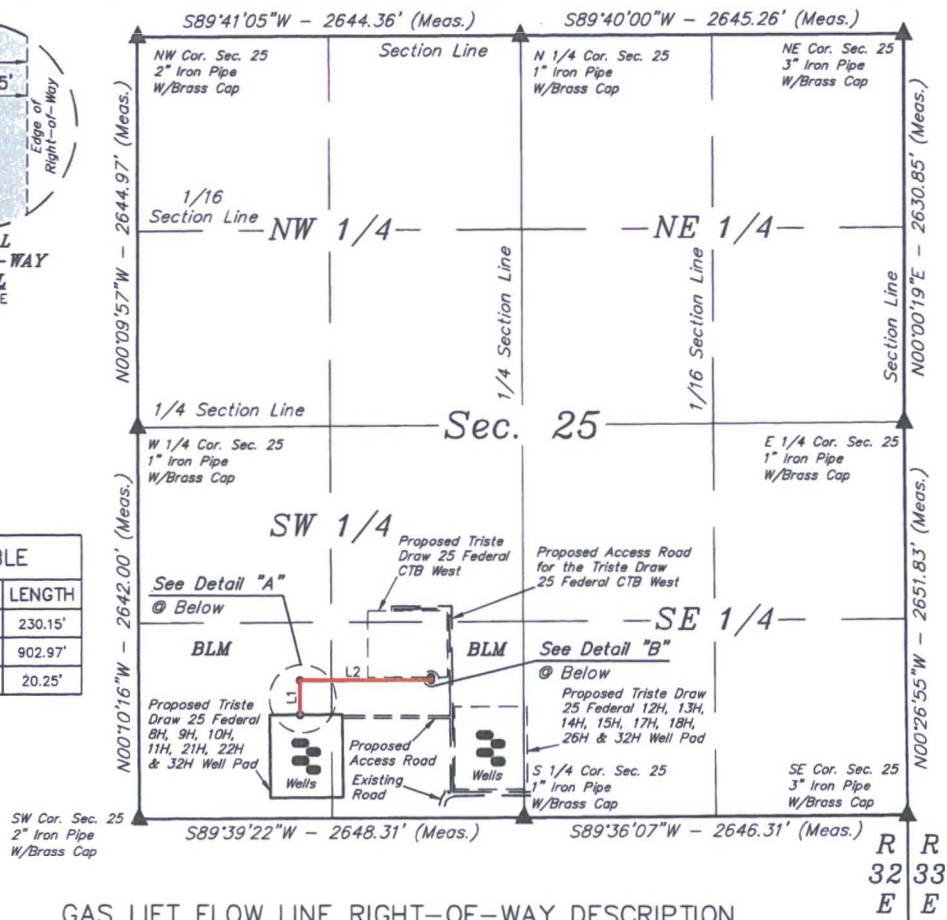 S89°41'05"W - 2644.36' (Meas.)
S89°40'00"W - 2645.26' (Meas.)
5'
Edge of
Right-of-Way
L
-WAY
L
E
NW Cor. Sec. 25
2" Iron Pipe
W/Brass Cap
Section Line
N 1/4 Cor. Sec. 25
1" Iron Pipe
W/Brass Cap
NE Cor. Sec. 25
3" Iron Pipe
W/Brass Cap
N00°09'57"W - 2644.97' (Meas.)
N00°00'19"E - 2630.85' (Meas.)
1/16
Section Line
NW 1/4
NE 1/4
1/4 Section Line
1/16 Section Line
Section Line
1/4 Section Line
Sec. 25
W 1/4 Cor. Sec. 25
1" Iron Pipe
W/Brass Cap
E 1/4 Cor. Sec. 25
1" Iron Pipe
W/Brass Cap
N00°10'16"W - 2642.00' (Meas.)
N00°26'55"W - 2651.83' (Meas.)
BLE
LENGTH
230.15'
902.97'
20.25'
SW 1/4
Proposed Triste
Draw 25 Federal
CTB West
Proposed Access Road
for the Triste Draw
25 Federal CTB West
See Detail "A"
@ Below
SE 1/4
BLM
BLM
See Detail "B"
@ Below
L2
L1
Proposed Triste Draw
25 Federal 12H, 13H,
14H, 15H, 17H, 18H,
26H & 32H Well Pad
Proposed Triste
Draw 25 Federal
8H, 9H, 10H,
11H, 21H, 22H
& 32H Well Pad
Wells
Proposed
Access Road
Existing
Road
Wells
S 1/4 Cor. Sec. 25
1" Iron Pipe
W/Brass Cap
SE Cor. Sec. 25
3" Iron Pipe
W/Brass Cap
SW Cor. Sec. 25
2" Iron Pipe
W/Brass Cap
S89°39'22"W - 2648.31' (Meas.)
S89°36'07"W - 2646.31' (Meas.)
R R
32 33
E E
GAS LIFT FLOW LINE RIGHT-OF-WAY DESCRIPTION